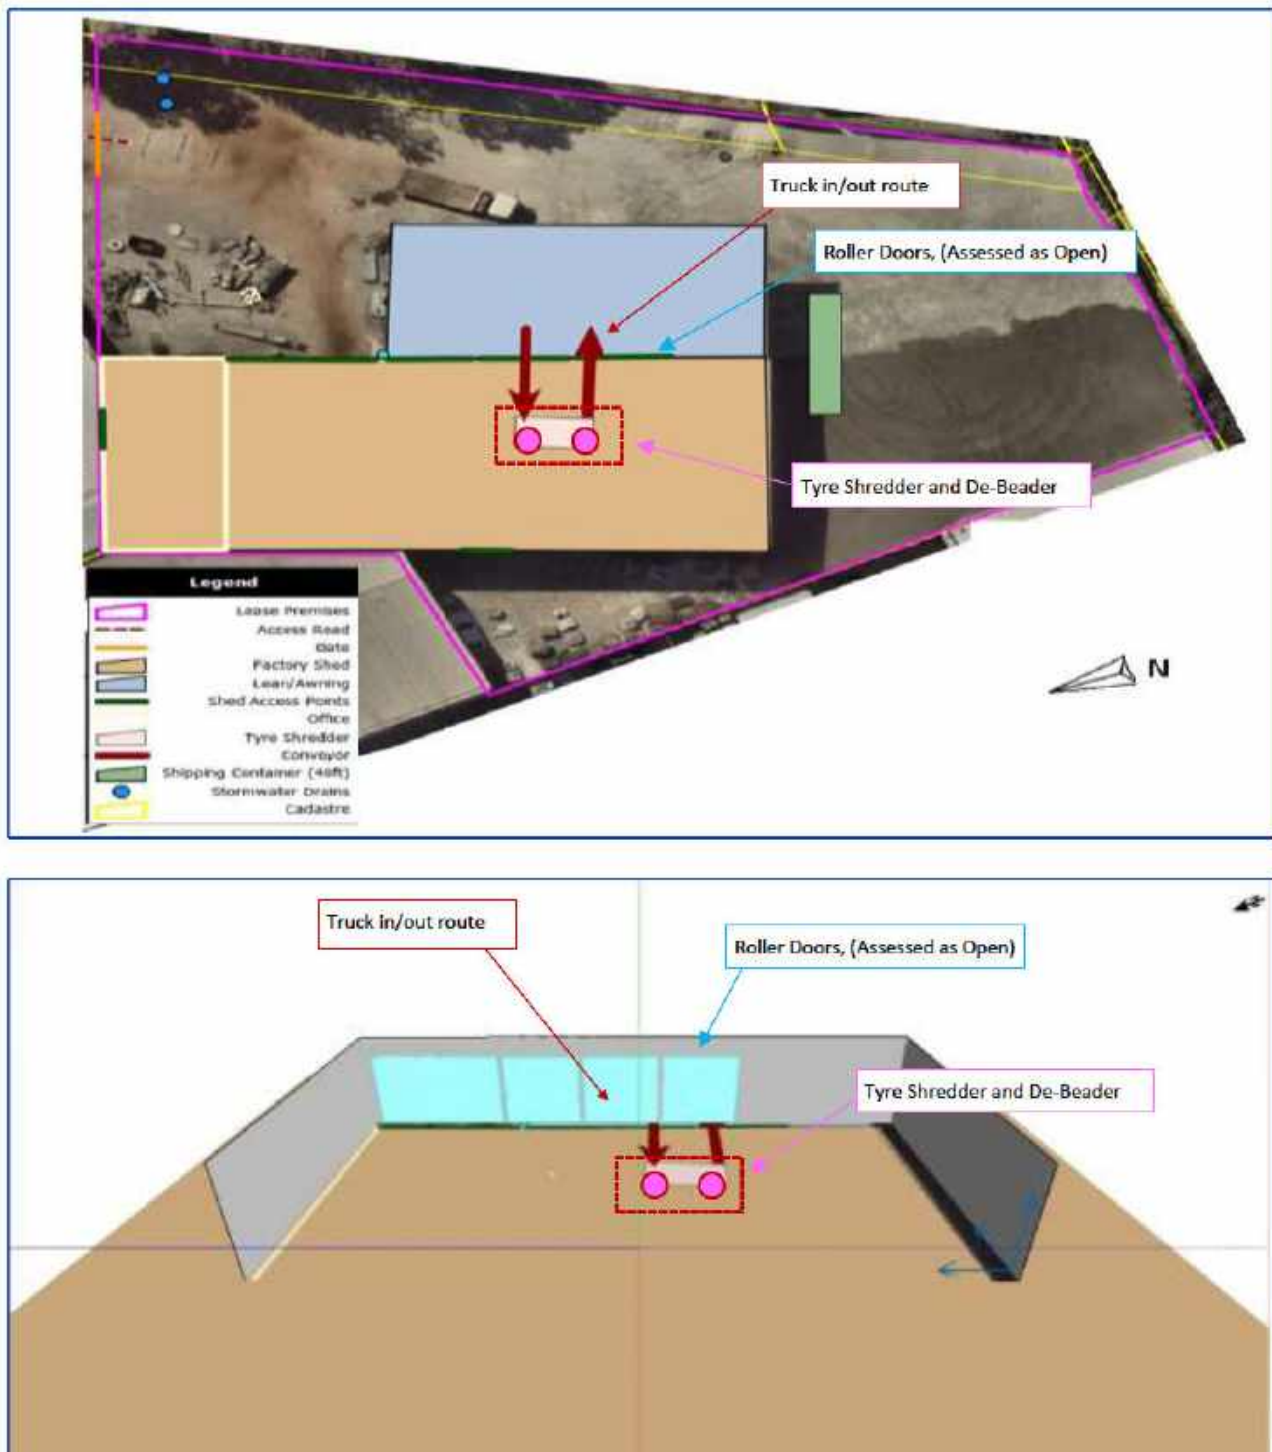 Truck in/out route
Roller Doors, (Assessed as Open)
Tyre Shredder and De-Beader
Legend
Lease Premises
Access Road
Gate
Factory Shed
Lean/Awning
Shed Access Points
Office
Tyre Shredder
Conveyor
Shipping Container (40ft)
Stormwater Drains
Cadastre
N
Truck in/out route
Roller Doors, (Assessed as Open)
Tyre Shredder and De-Beader